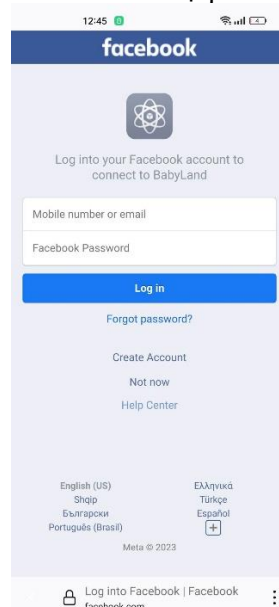 12:45
facebook
Log into your Facebook account to
connect to BabyLand
Mobile number or email
Facebook Password
Log in
Forgot password?
Create Account
Not now
Help Center
English (US)
Ελληνικά
Shqip
Türkçe
Български
Español
Português (Brasil)
Meta © 2023
Log into Facebook | Facebook
facebook.com